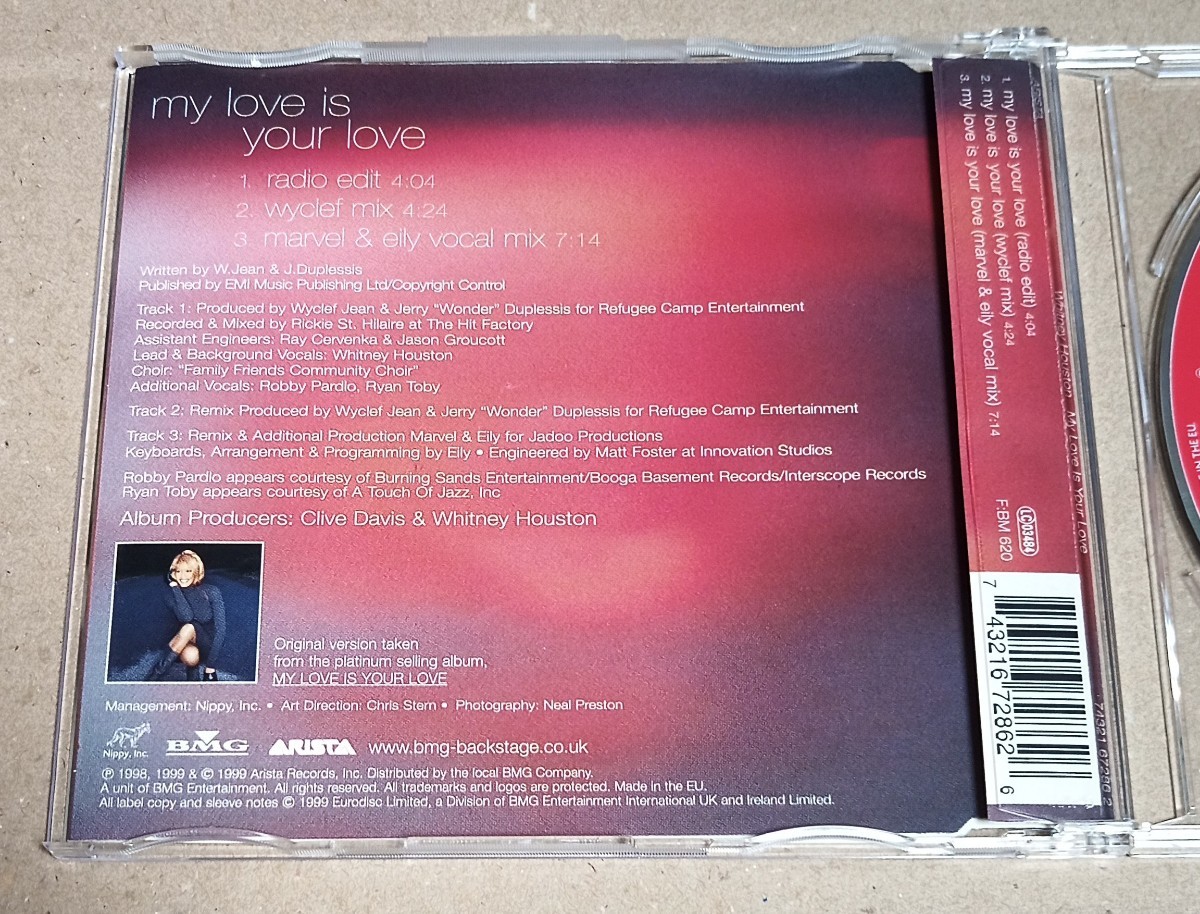 my love is
your love
1. radio edit 4:04
2. wyclef mix 4:24
3. marvel & eily vocal mix 7:14
Written by W.Jean & J.Duplessis
Published by EMI Music Publishing Ltd/Copyright Control
Track 1: Produced by Wyclef Jean & Jerry "Wonder" Duplessis for Refugee Camp Entertainment
Recorded & Mixed by Rickie St. Hilaire at The Hit Factory
Assistant Engineers: Ray Cervenka & Jason Groucott
Lead & Background Vocals: Whitney Houston
Choir: "Family Friends Community Choir"
Additional Vocals: Robby Pardlo, Ryan Toby
Track 2: Remix Produced by Wyclef Jean & Jerry "Wonder" Duplessis for Refugee Camp Entertainment
Track 3: Remix & Additional Production Marvel & Eily for Jadoo Productions
Keyboards, Arrangement & Programming by Eily • Engineered by Matt Foster at Innovation Studios
Robby Pardlo appears courtesy of Burning Sands Entertainment/Booga Basement Records/Interscope Records
Ryan Toby appears courtesy of A Touch Of Jazz, Inc
Album Producers: Clive Davis & Whitney Houston
Original version taken
from the platinum selling album,
MY LOVE IS YOUR LOVE
Management: Nippy, Inc. • Art Direction: Chris Stern • Photography: Neal Preston
Nippy, Inc.
BMG
ARISTA
www.bmg-backstage.co.uk
℗ 1998, 1999 & © 1999 Arista Records, Inc. Distributed by the local BMG Company.
A unit of BMG Entertainment. All rights reserved. All trademarks and logos are protected. Made in the EU.
All label copy and sleeve notes © 1999 Eurodisc Limited, a Division of BMG Entertainment International UK and Ireland Limited.
1. my love is your love (radio edit) 4:04
2. my love is your love (wyclef mix) 4:24
3. my love is your love (marvel & eily vocal mix) 7:14
LC 03484
F:BM 620
7 43216 72862 6
Whitney Houston My Love Is Your Love
74321 67286 2